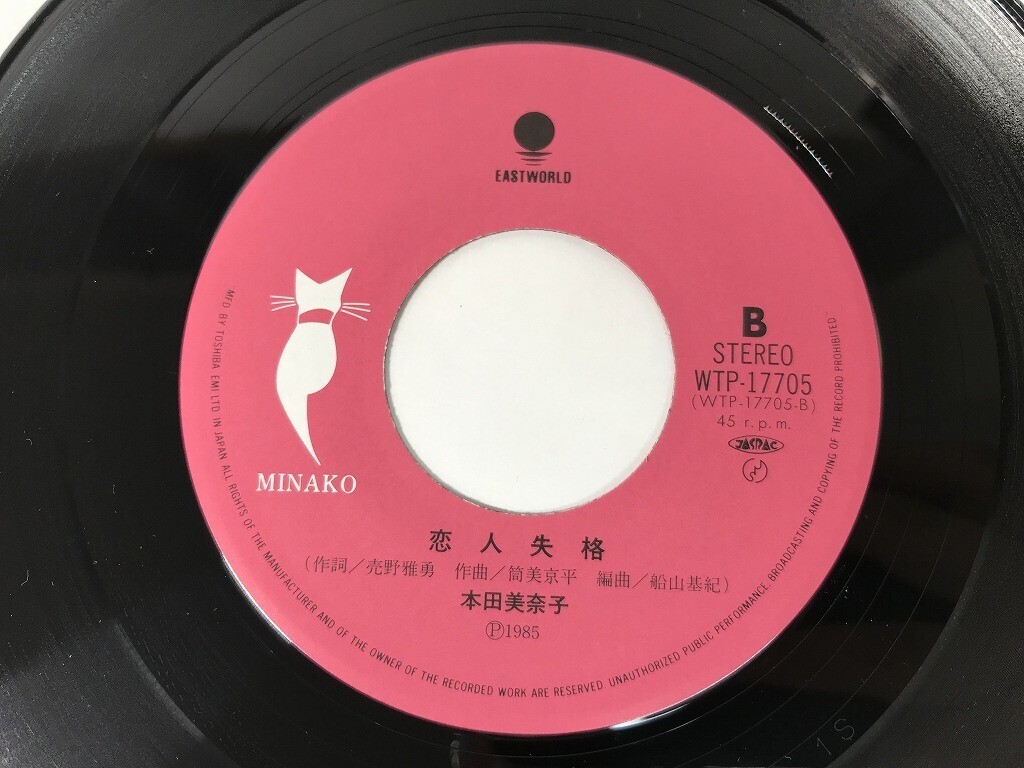 EASTWORLD
B
STEREO
WTP-17705
(WTP-17705-B)
45 r.p.m.
JASRAC
MINAKO
恋人失格
(作詞/売野雅勇 作曲/筒美京平 編曲/船山基紀)
本田美奈子
Ⓟ1985
MFD BY TOSHIBA EMI LTD IN JAPAN ALL RIGHTS OF THE MANUFACTURER AND OF THE OWNER OF THE RECORDED WORK ARE RESERVED. UNAUTHORIZED PUBLIC PERFORMANCE, BROADCASTING AND COPYING OF THE RECORD PROHIBITED
1S